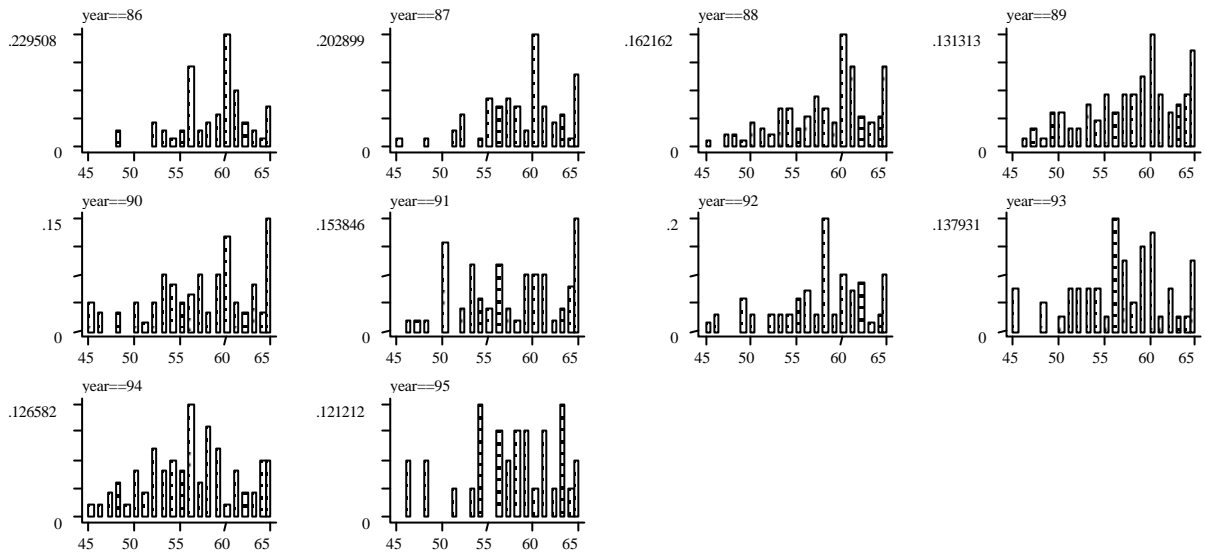 year==86 year==87 year==88 year==89
.229508 .202899 .162162 .131313
0 0 0 0
45 50 55 60 65 45 50 55 60 65 45 50 55 60 65 45 50 55 60 65
year==90 year==91 year==92 year==93
.15 .153846 .2 .137931
0 0 0 0
45 50 55 60 65 45 50 55 60 65 45 50 55 60 65 45 50 55 60 65
year==94 year==95
.126582 .121212
0 0
45 50 55 60 65 45 50 55 60 65